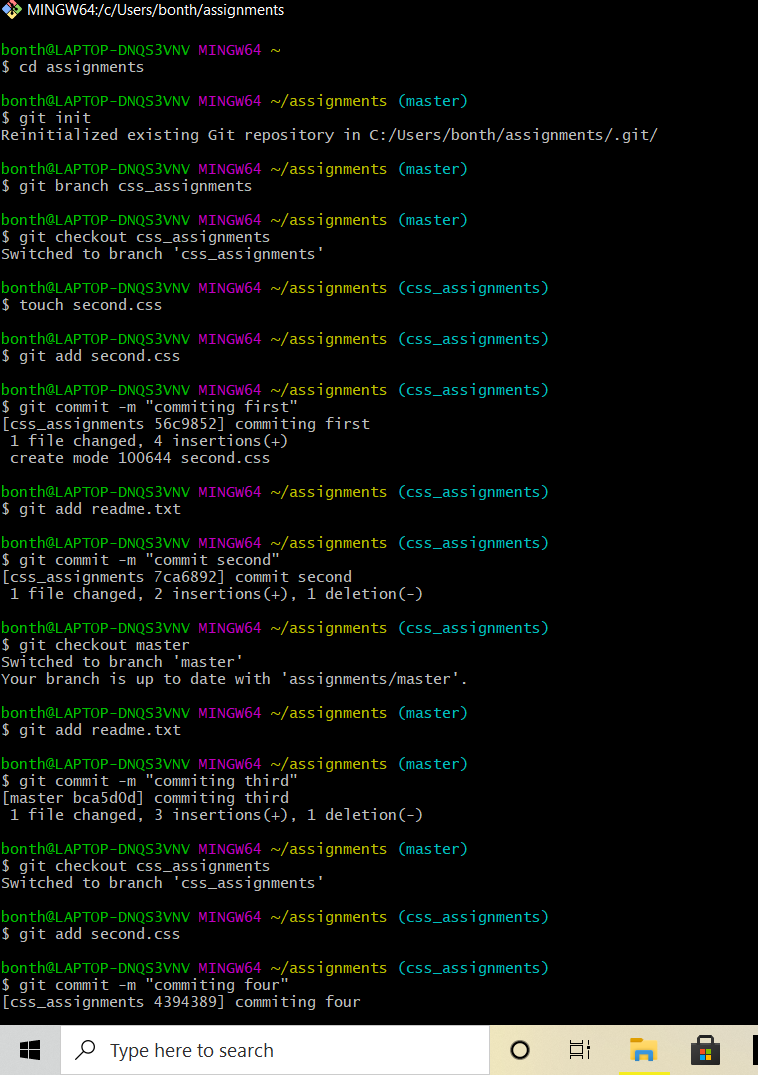 MINGW64:/c/Users/bonth/assignments
bonth@LAPTOP-DNQS3VNV MINGW64 ~
$ cd assignments
bonth@LAPTOP-DNQS3VNV MINGW64 ~/assignments (master)
$ git init
Reinitialized existing Git repository in C:/Users/bonth/assignments/.git/
bonth@LAPTOP-DNQS3VNV MINGW64 ~/assignments (master)
$ git branch css_assignments
bonth@LAPTOP-DNQS3VNV MINGW64 ~/assignments (master)
$ git checkout css_assignments
Switched to branch 'css_assignments'
bonth@LAPTOP-DNQS3VNV MINGW64 ~/assignments (css_assignments)
$ touch second.css
bonth@LAPTOP-DNQS3VNV MINGW64 ~/assignments (css_assignments)
$ git add second.css
bonth@LAPTOP-DNQS3VNV MINGW64 ~/assignments (css_assignments)
$ git commit -m "commiting first"
[css_assignments 56c9852] commiting first
 1 file changed, 4 insertions(+)
 create mode 100644 second.css
bonth@LAPTOP-DNQS3VNV MINGW64 ~/assignments (css_assignments)
$ git add readme.txt
bonth@LAPTOP-DNQS3VNV MINGW64 ~/assignments (css_assignments)
$ git commit -m "commit second"
[css_assignments 7ca6892] commit second
 1 file changed, 2 insertions(+), 1 deletion(-)
bonth@LAPTOP-DNQS3VNV MINGW64 ~/assignments (css_assignments)
$ git checkout master
Switched to branch 'master'
Your branch is up to date with 'assignments/master'.
bonth@LAPTOP-DNQS3VNV MINGW64 ~/assignments (master)
$ git add readme.txt
bonth@LAPTOP-DNQS3VNV MINGW64 ~/assignments (master)
$ git commit -m "commiting third"
[master bca5d0d] commiting third
 1 file changed, 3 insertions(+), 1 deletion(-)
bonth@LAPTOP-DNQS3VNV MINGW64 ~/assignments (master)
$ git checkout css_assignments
Switched to branch 'css_assignments'
bonth@LAPTOP-DNQS3VNV MINGW64 ~/assignments (css_assignments)
$ git add second.css
bonth@LAPTOP-DNQS3VNV MINGW64 ~/assignments (css_assignments)
$ git commit -m "commiting four"
[css_assignments 4394389] commiting four
Type here to search